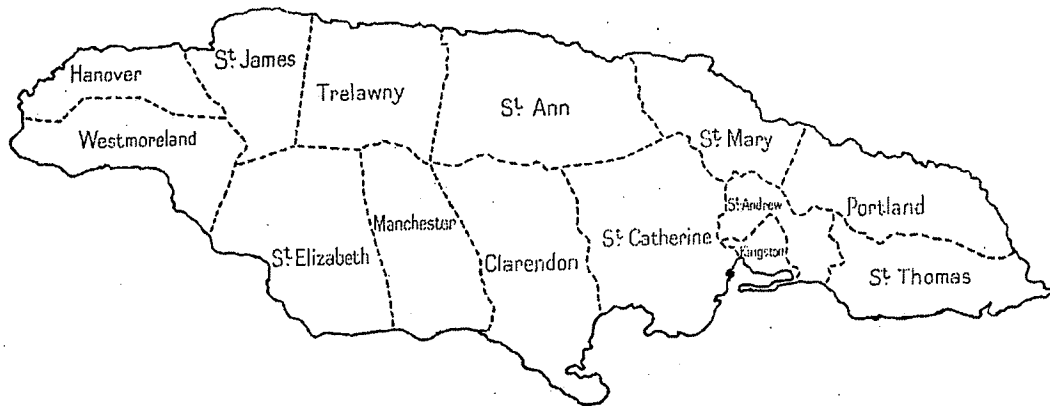 Hanover
St. James
Trelawny
St. Ann
Westmoreland
St. Mary
St. Andrew
Portland
Manchester
St. Elizabeth
Clarendon
St. Catherine
Kingston
St. Thomas